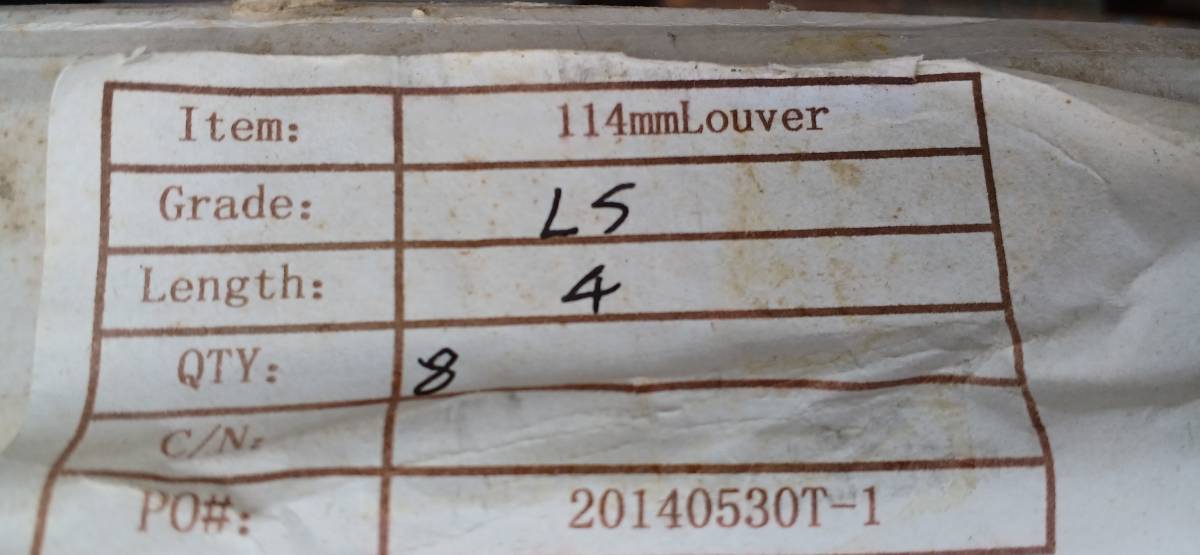 Item: 114mmLouver
Grade: LS
Length: 4
QTY: 8
C/N:
PO#: 20140530T-1